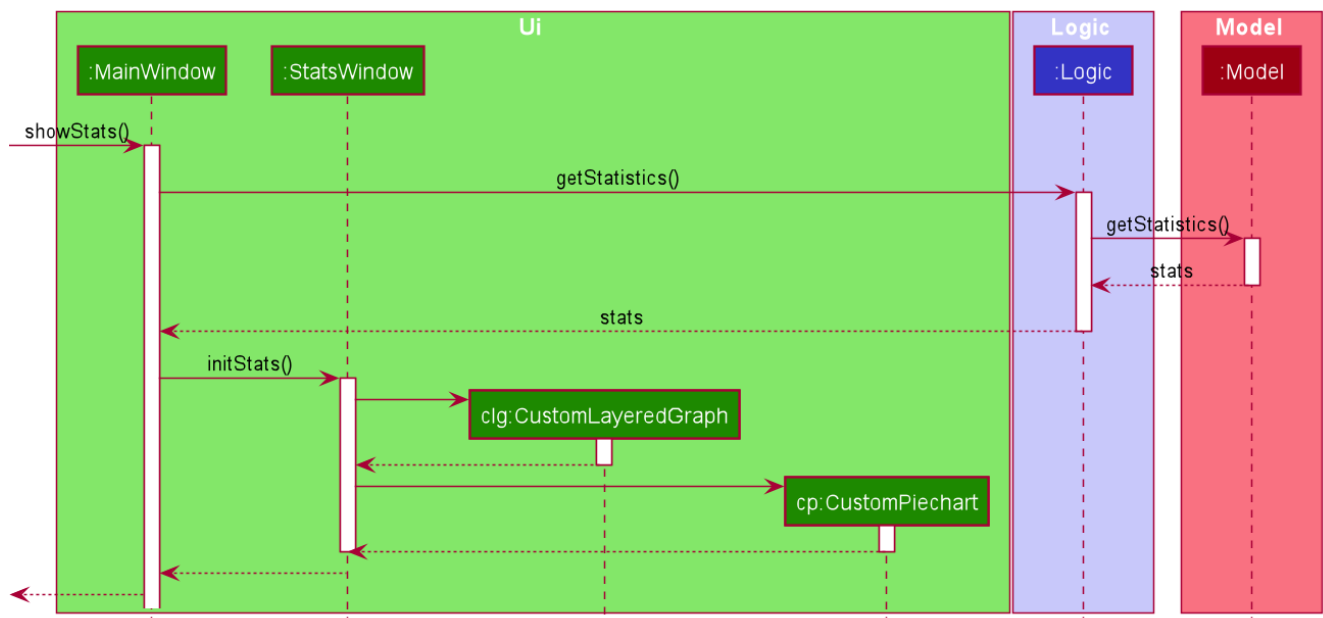 Ui
Logic
Model
:MainWindow
:StatsWindow
:Logic
:Model
showStats()
getStatistics()
getStatistics()
stats
stats
initStats()
clg:CustomLayeredGraph
cp:CustomPiechart